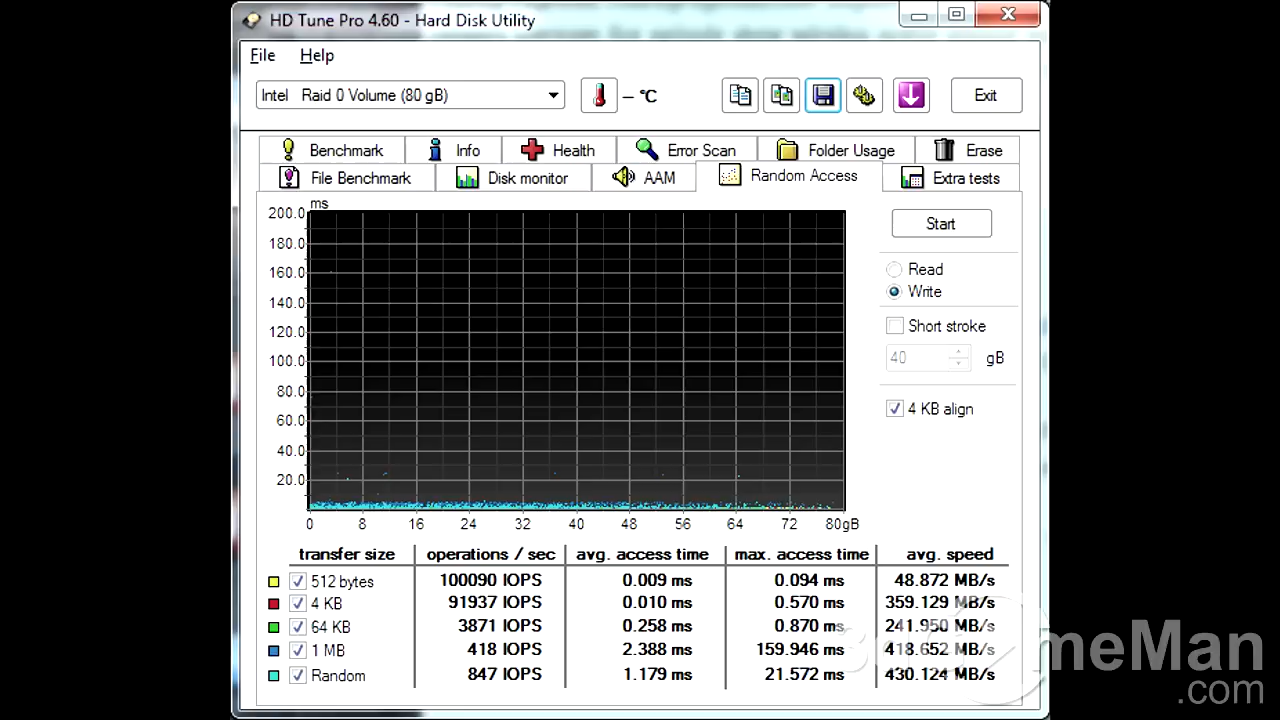 HD Tune Pro 4.60 - Hard Disk Utility
File Help
Intel Raid 0 Volume (80 gB) – °C Exit
Benchmark Info Health Error Scan Folder Usage Erase
File Benchmark Disk monitor AAM Random Access Extra tests
ms
200.0
180.0
160.0
140.0
120.0
100.0
80.0
60.0
40.0
20.0
0 8 16 24 32 40 48 56 64 72 80gB
Start
Read
Write
Short stroke
40 gB
4 KB align
transfer size operations / sec avg. access time max. access time avg. speed
512 bytes 100090 IOPS 0.009 ms 0.094 ms 48.872 MB/s
4 KB 91937 IOPS 0.010 ms 0.570 ms 359.129 MB/s
64 KB 3871 IOPS 0.258 ms 0.870 ms 241.950 MB/s
1 MB 418 IOPS 2.388 ms 159.946 ms 418.652 MB/s
Random 847 IOPS 1.179 ms 21.572 ms 430.124 MB/s
.com